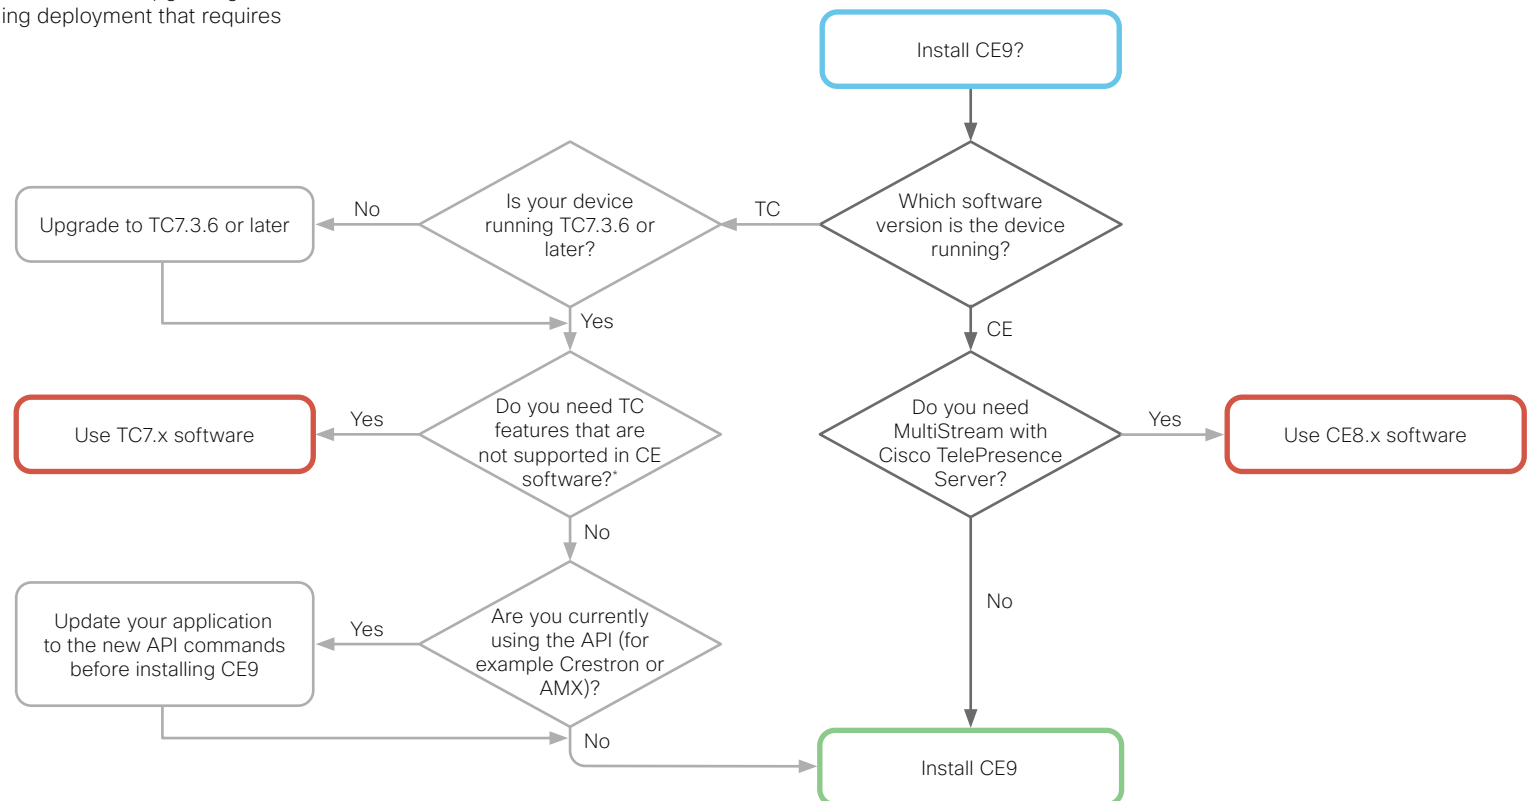 ing deployment that requires
Install CE9?
Which software
version is the device
running?
TC
Is your device
running TC7.3.6 or
later?
No
Upgrade to TC7.3.6 or later
Yes
CE
Do you need TC
features that are
not supported in CE
software?*
Yes
Use TC7.x software
Do you need
MultiStream with
Cisco TelePresence
Server?
Yes
Use CE8.x software
No
Are you currently
using the API (for
example Crestron or
AMX)?
Yes
Update your application
to the new API commands
before installing CE9
No
No
Install CE9